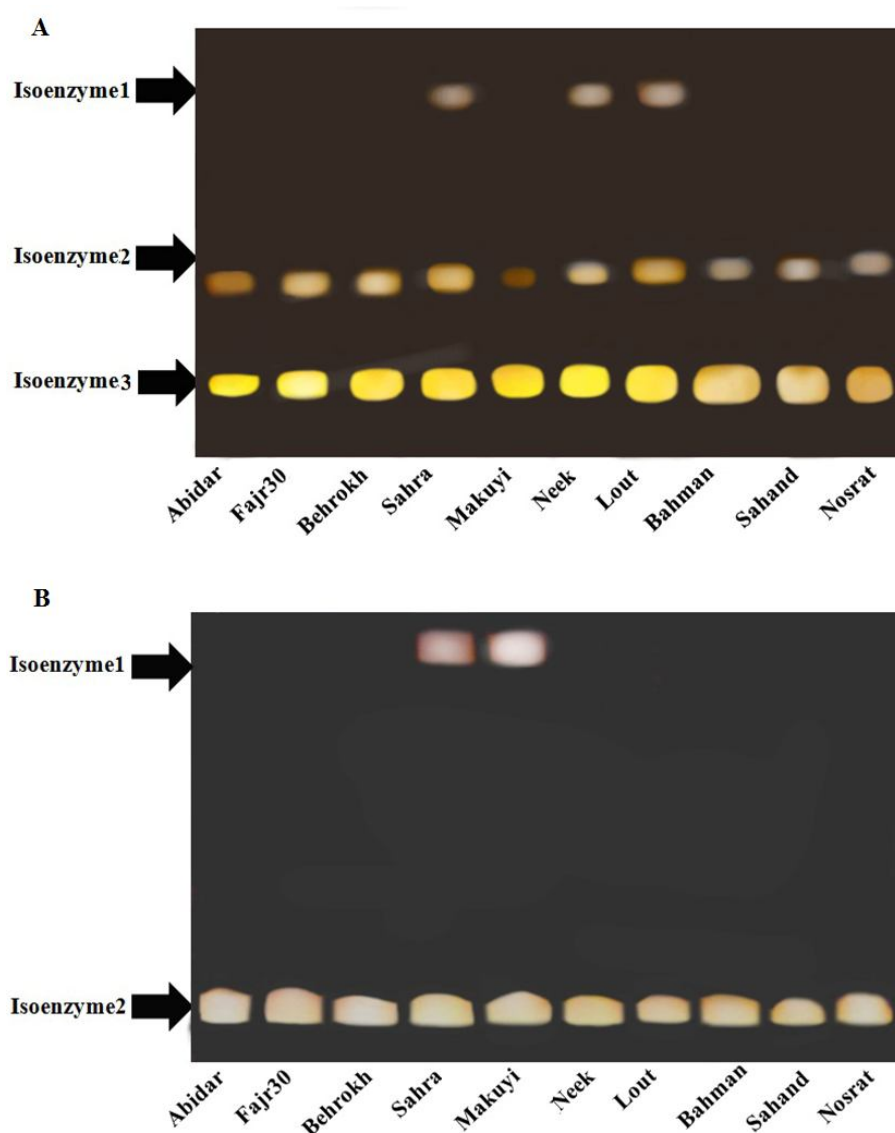 A
Isoenzyme1
Isoenzyme2
Isoenzyme3
Abidar Fajr30 Behrokh Sahra Makuyi Neek Lout Bahman Sahand Nosrat
B
Isoenzyme1
Isoenzyme2
Abidar Fajr30 Behrokh Sahra Makuyi Neek Lout Bahman Sahand Nosrat